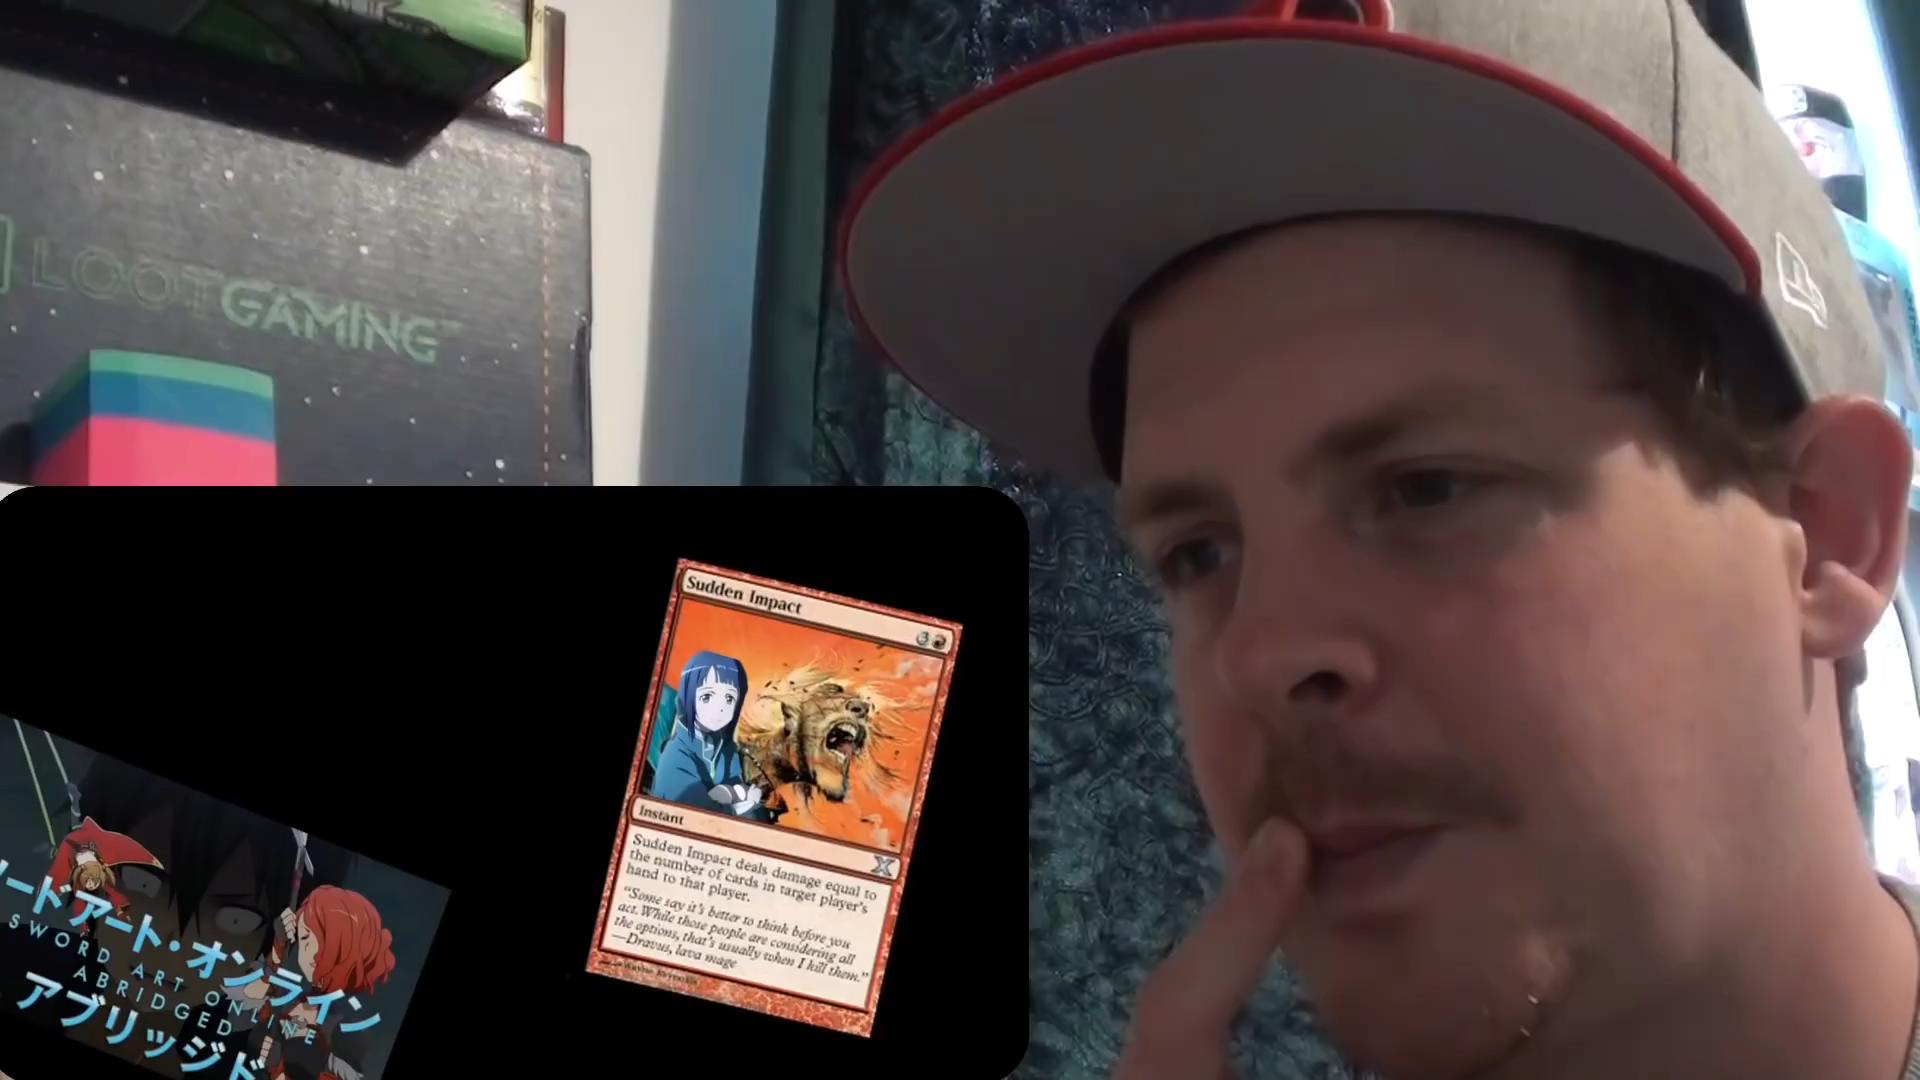 LOOTGAMING
Sudden Impact
3
Instant
Sudden Impact deals damage equal to
the number of cards in target player's
hand to that player.
"Some say it's better to think before you
act. While those people are considering all
the options, that's usually when I kill them."
—Dravus, lava mage
ソードアート・オンライン
SWORD ART ONLINE
ABRIDGED
アブリッジド